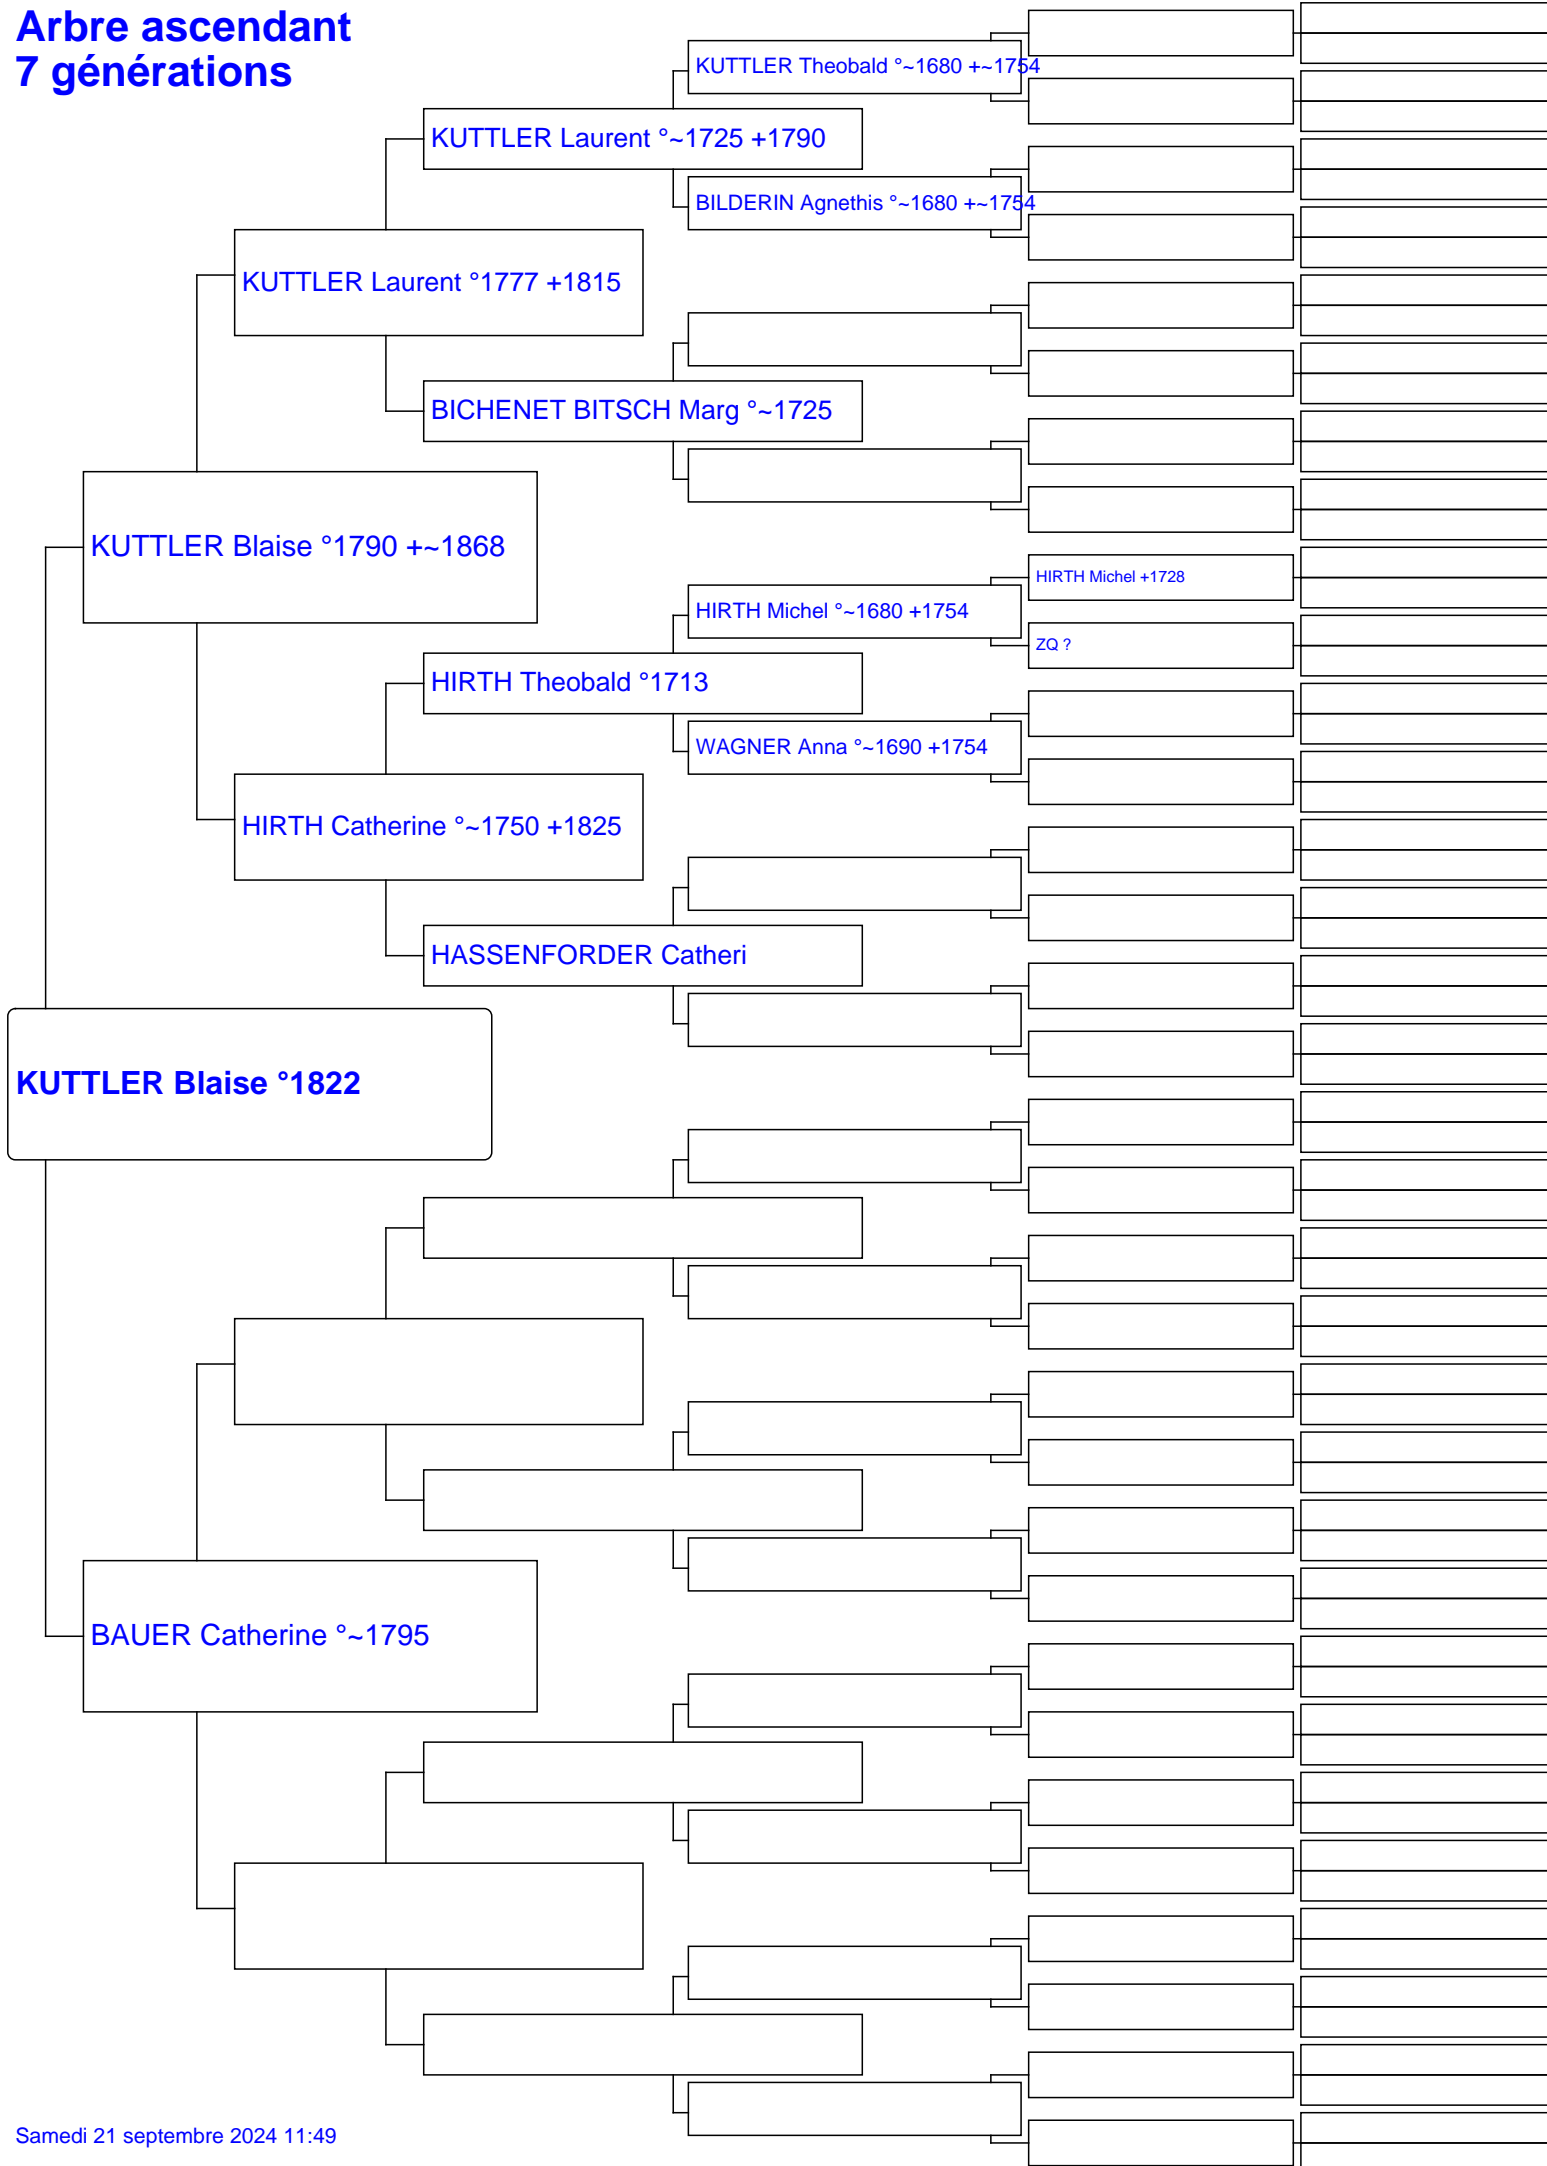 Arbre ascendant
7 générations
KUTTLER Theobald °~1680 +~1754
KUTTLER Laurent °~1725 +1790
BILDERIN Agnethis °~1680 +~1754
KUTTLER Laurent °1777 +1815
BICHENET BITSCH Marg °~1725
KUTTLER Blaise °1790 +~1868
HIRTH Michel +1728
HIRTH Michel °~1680 +1754
ZQ ?
HIRTH Theobald °1713
WAGNER Anna °~1690 +1754
HIRTH Catherine °~1750 +1825
HASSENFORDER Catheri
KUTTLER Blaise °1822
BAUER Catherine °~1795
Samedi 21 septembre 2024 11:49